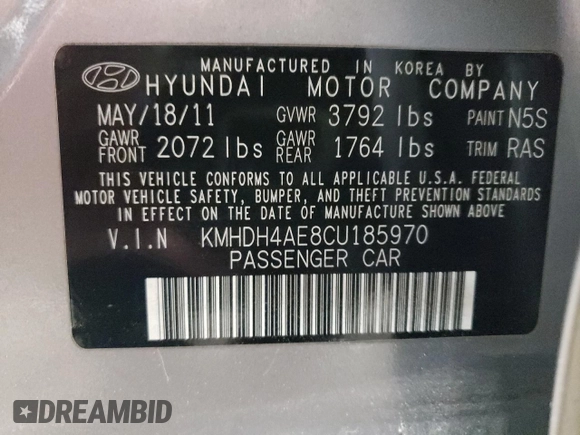 MANUFACTURED IN KOREA BY
HYUNDAI MOTOR COMPANY
MAY/18/11 GVWR 3792 lbs PAINT N5S
GAWR FRONT 2072 lbs GAWR REAR 1764 lbs TRIM RAS
THIS VEHICLE CONFORMS TO ALL APPLICABLE U.S.A. FEDERAL
MOTOR VEHICLE SAFETY, BUMPER, AND THEFT PREVENTION STANDARDS
IN EFFECT ON THE DATE OF MANUFACTURE SHOWN ABOVE
V.I.N KMHDH4AE8CU185970
PASSENGER CAR
DREAMBID